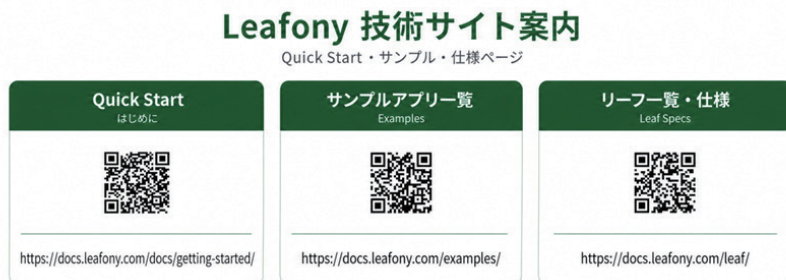 Leafony 技術サイト案内
Quick Start・サンプル・仕様ページ
Quick Start
はじめに
https://docs.leafony.com/docs/getting-started/
サンプルアプリ一覧
Examples
https://docs.leafony.com/examples/
リーフ一覧・仕様
Leaf Specs
https://docs.leafony.com/leaf/